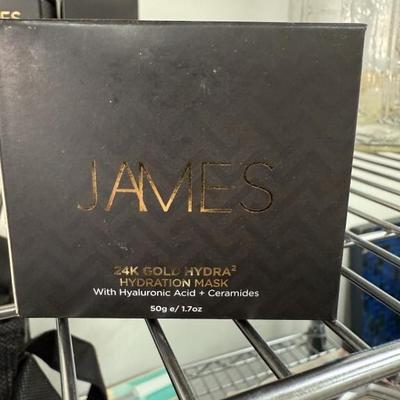 JAMES
24K GOLD HYDRA²
HYDRATION MASK
With Hyaluronic Acid + Ceramides
50g e/ 1.7oz